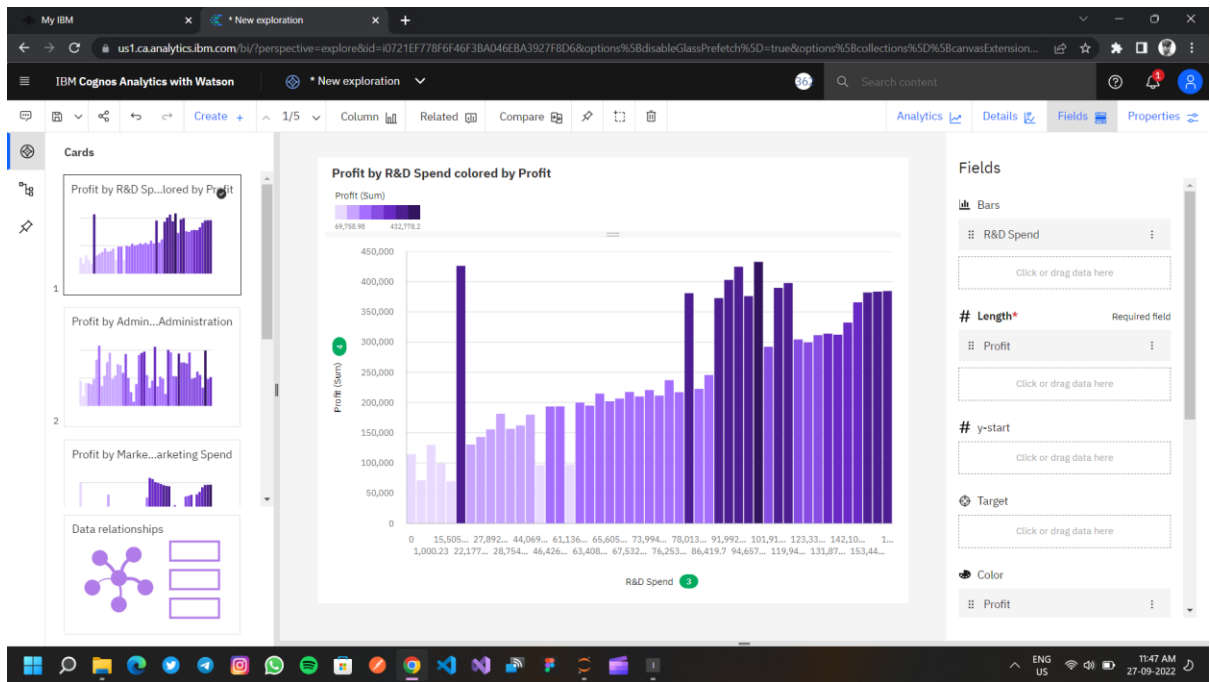 My IBM
* New exploration
us1.ca.analytics.ibm.com/bi/?perspective=explore&id=i0721EF778F6F46F3BA046EBA3927F8D6&options%5BdisableGlassPrefetch%5D=true&options%5Bcollections%5D%5BcanvasExtension...
IBM Cognos Analytics with Watson
* New exploration
362
Search content
1
Create +
1/5
Column
Related
Compare
Analytics
Details
Fields
Properties
Cards
Profit by R&D Sp...lored by Profit
1
Profit by Admin...Administration
2
Profit by Marke...arketing Spend
Data relationships
Profit by R&D Spend colored by Profit
Profit (Sum)
69,758.98 432,778.2
450,000
400,000
350,000
300,000
250,000
200,000
150,000
100,000
50,000
0
Profit (Sum) 4
0 15,505... 27,892... 44,069... 61,136... 65,605... 73,994... 78,013... 91,992... 101,91... 123,33... 142,10... 1...
1,000.23 22,177... 28,754... 46,426... 63,408... 67,532... 76,253... 86,419.7 94,657... 119,94... 131,87... 153,44...
R&D Spend 3
Fields
Bars
R&D Spend
Click or drag data here
# Length* Required field
Profit
Click or drag data here
# y-start
Click or drag data here
Target
Click or drag data here
Color
Profit
ENG
US
11:47 AM
27-09-2022